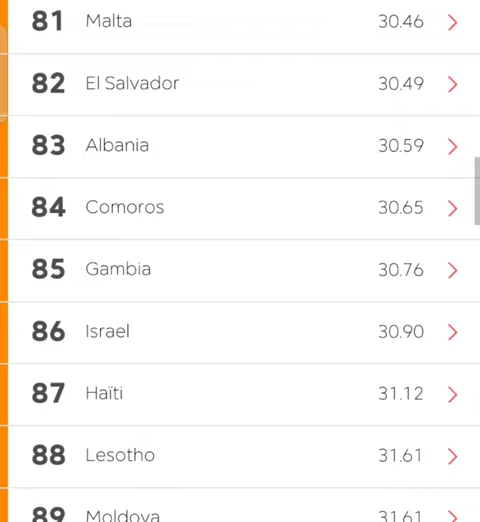 81 Malta 30.46
82 El Salvador 30.49
83 Albania 30.59
84 Comoros 30.65
85 Gambia 30.76
86 Israel 30.90
87 Haïti 31.12
88 Lesotho 31.61
89 Moldova 31.61